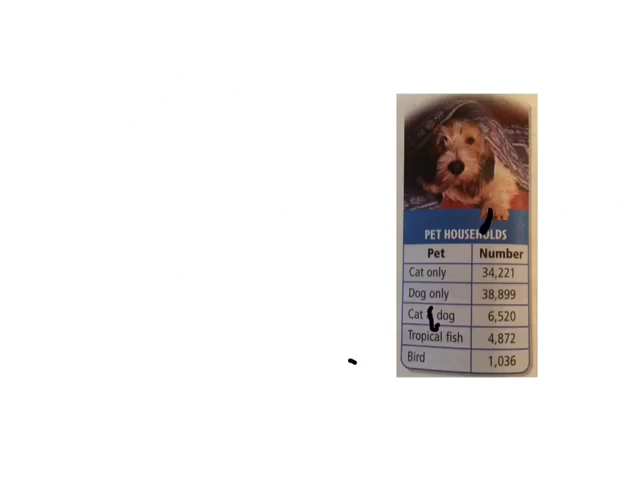 PET HOUSEHOLDS
Pet Number
Cat only 34,221
Dog only 38,899
Cat dog 6,520
Tropical fish 4,872
Bird 1,036